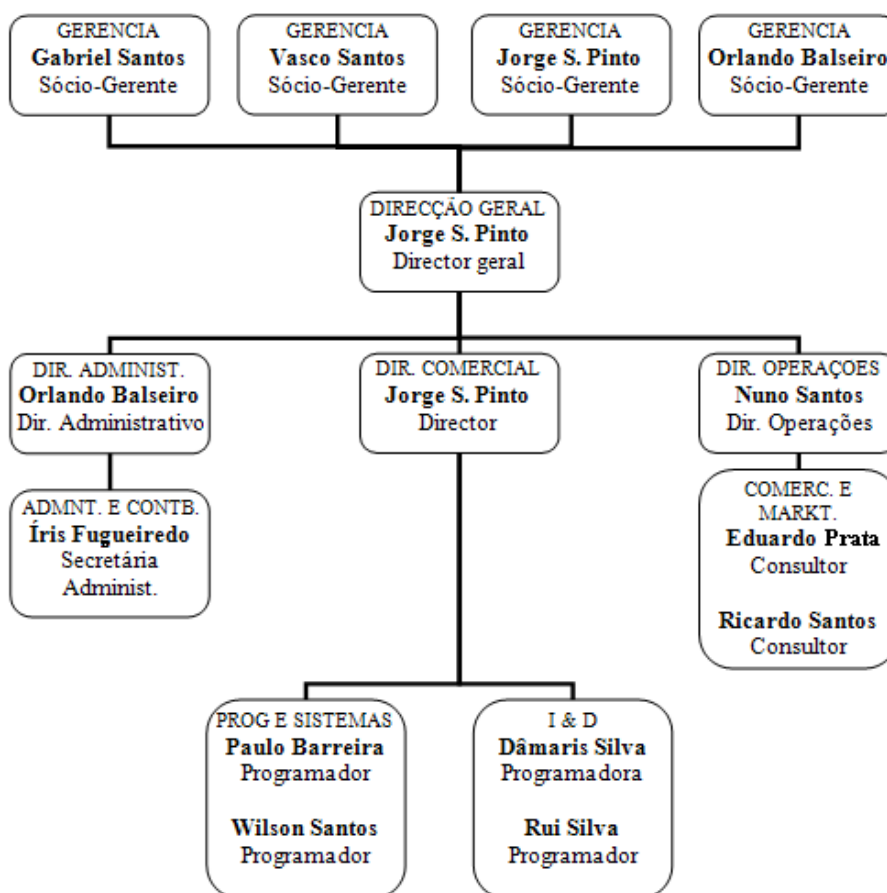 GERENCIA
Gabriel Santos
Sócio-Gerente
GERENCIA
Vasco Santos
Sócio-Gerente
GERENCIA
Jorge S. Pinto
Sócio-Gerente
GERENCIA
Orlando Balseiro
Sócio-Gerente
DIRECÇÃO GERAL
Jorge S. Pinto
Director geral
DIR. ADMINIST.
Orlando Balseiro
Dir. Administrativo
DIR. COMERCIAL
Jorge S. Pinto
Director
DIR. OPERAÇOES
Nuno Santos
Dir. Operações
ADMNT. E CONTB.
Íris Fugueiredo
Secretária
Administ.
COMERC. E
MARKT.
Eduardo Prata
Consultor
Ricardo Santos
Consultor
PROG E SISTEMAS
Paulo Barreira
Programador
Wilson Santos
Programador
I & D
Dâmaris Silva
Programadora
Rui Silva
Programador